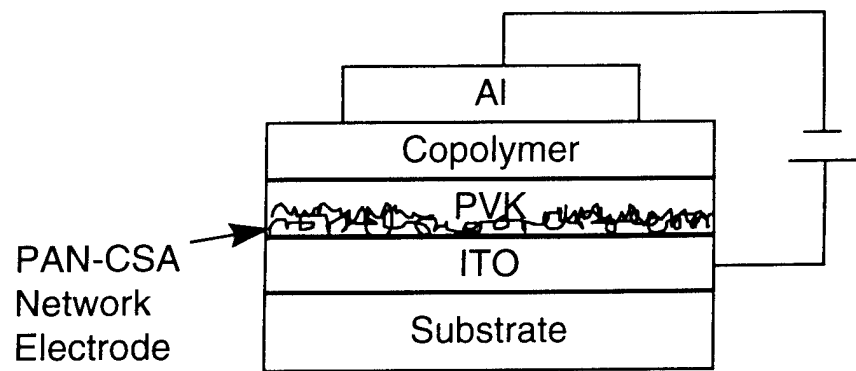 Al
Copolymer
PVK
ITO
Substrate
PAN-CSA
Network
Electrode